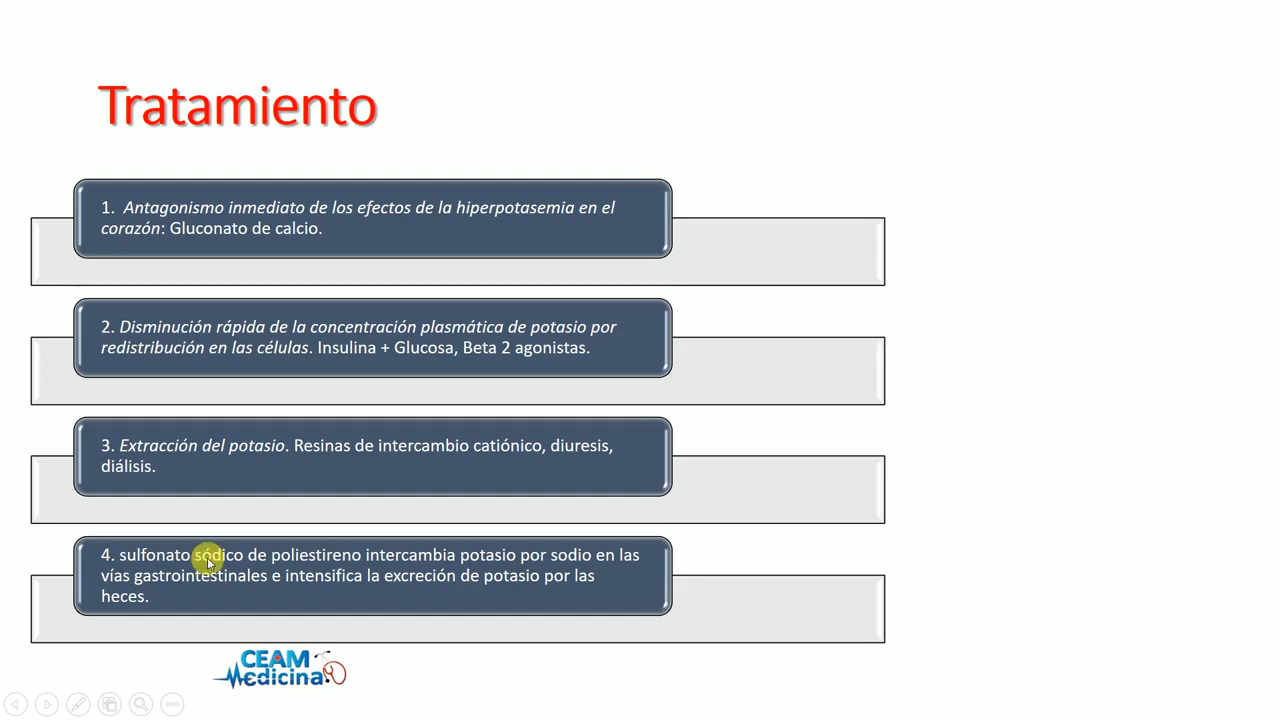 Tratamiento
1. Antagonismo inmediato de los efectos de la hiperpotasemia en el
corazón: Gluconato de calcio.
2. Disminución rápida de la concentración plasmática de potasio por
redistribución en las células. Insulina + Glucosa, Beta 2 agonistas.
3. Extracción del potasio. Resinas de intercambio catiónico, diuresis,
diálisis.
4. sulfonato sódico de poliestireno intercambia potasio por sodio en las
vías gastrointestinales e intensifica la excreción de potasio por las
heces.
CEAM
Medicina